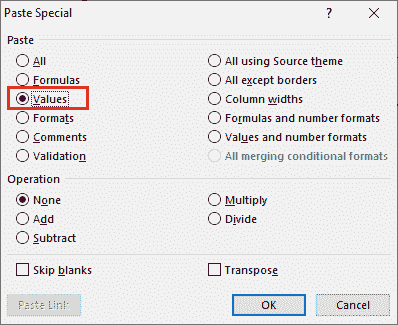 Paste Special ? ×
Paste
All
All using Source theme
Formulas
All except borders
Values
Column widths
Formats
Formulas and number formats
Comments
Values and number formats
Validation
All merging conditional formats
Operation
None
Multiply
Add
Divide
Subtract
Skip blanks
Transpose
Paste Link
OK
Cancel